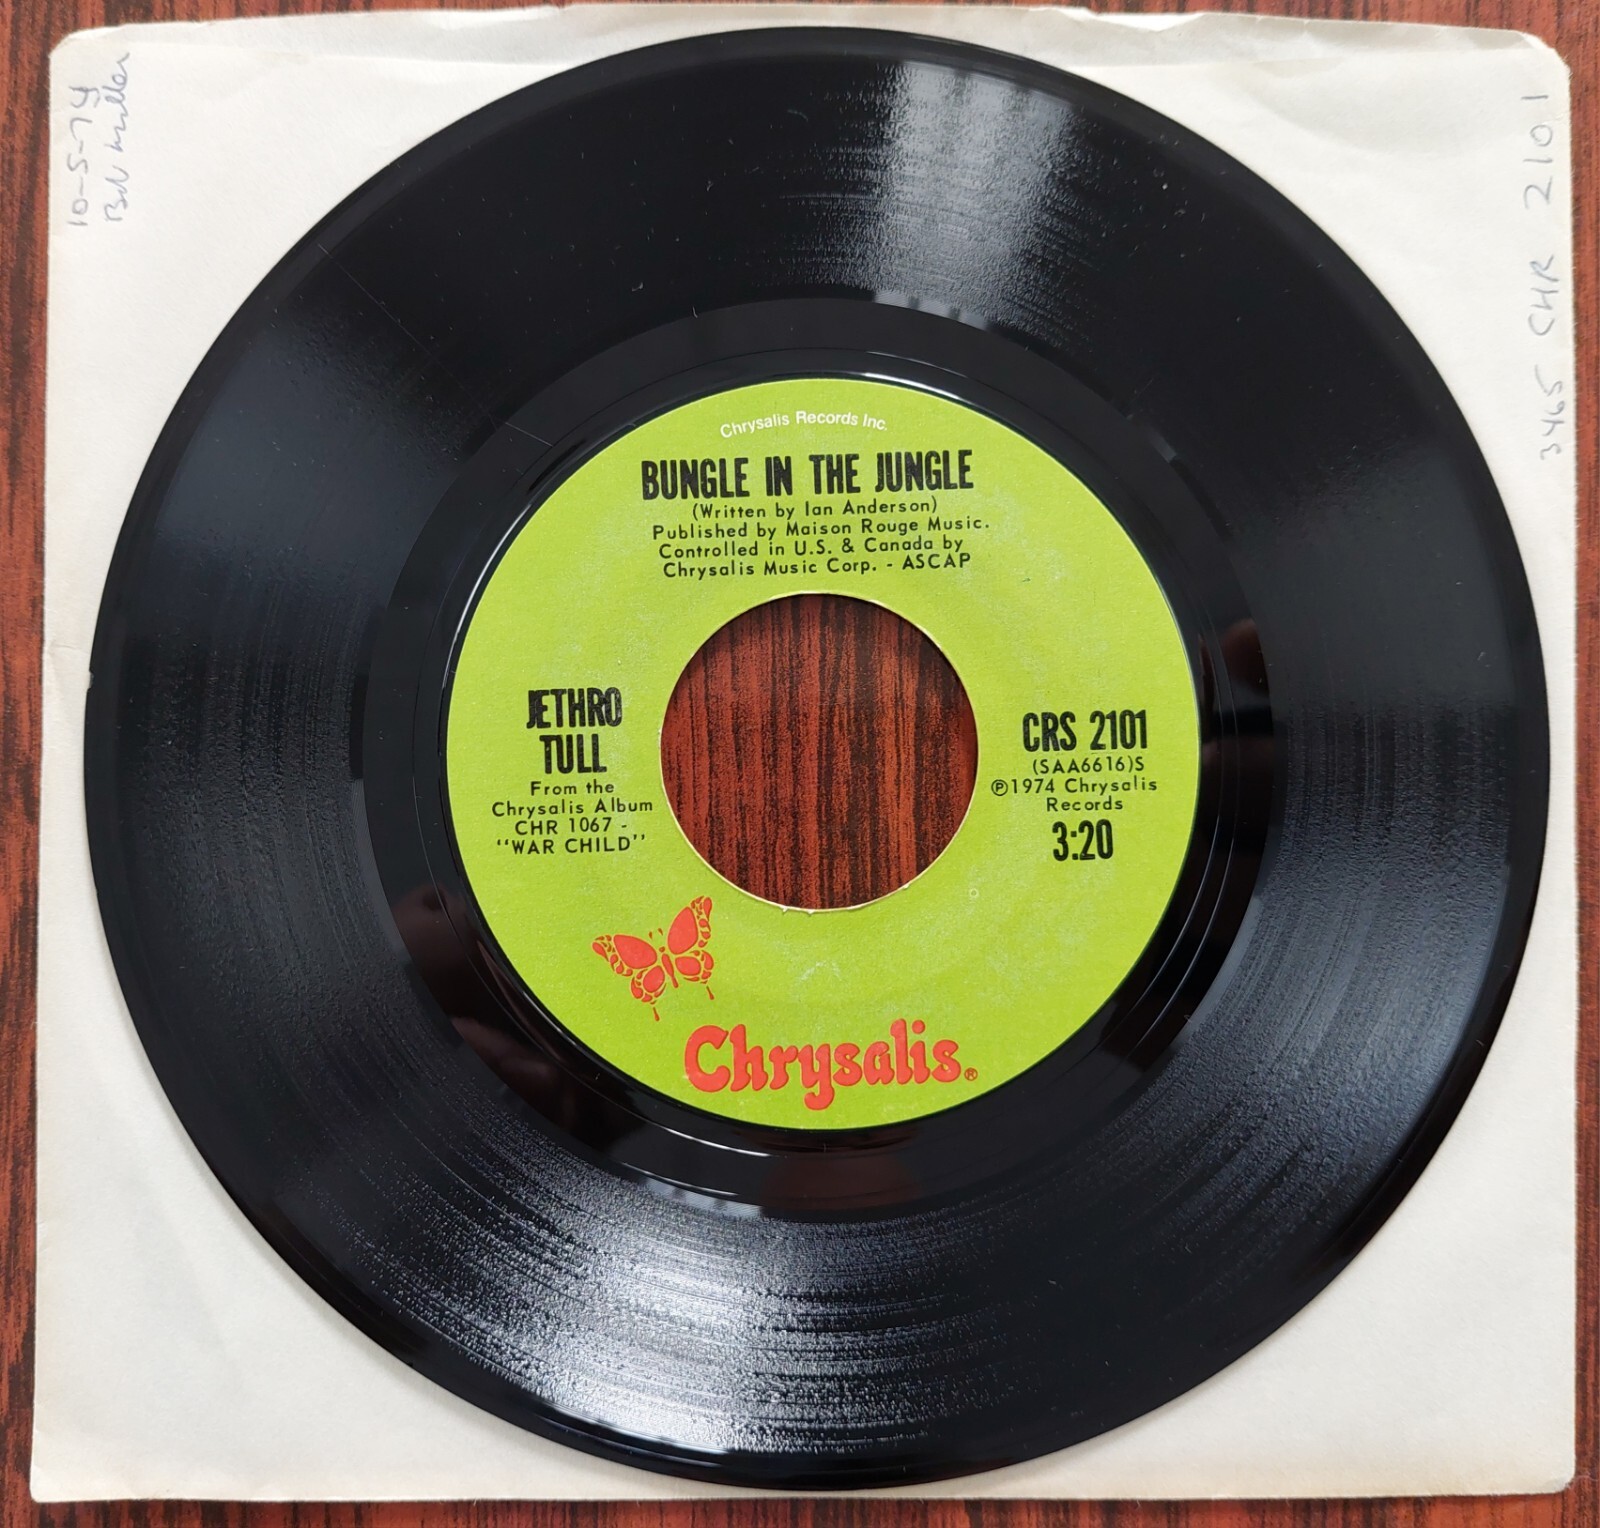 10-5-74
Chrysalis Records Inc.
BUNGLE IN THE JUNGLE
(Written by Ian Anderson)
Published by Maison Rouge Music.
Controlled in U.S. & Canada by
Chrysalis Music Corp. - ASCAP
JETHRO
TULL
From the
Chrysalis Album
CHR 1067 -
"WAR CHILD"
CRS 2101
(SAA6616)S
℗1974 Chrysalis
Records
3:20
Chrysalis®
3465 CHR 2101